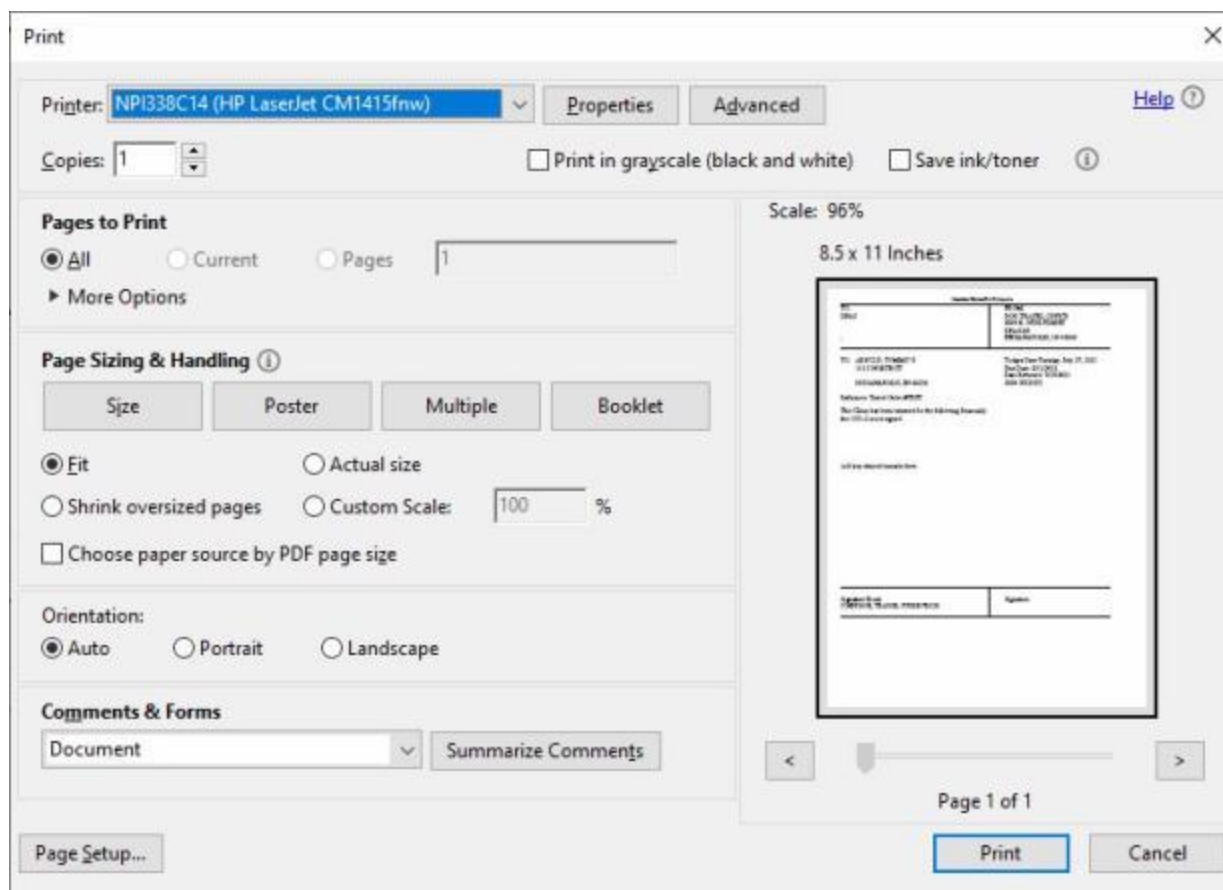 Print
Printer: NPI338C14 (HP LaserJet CM1415fnw) Properties Advanced Help
Copies: 1 Print in grayscale (black and white) Save ink/toner
Pages to Print
All Current Pages 1
More Options
Scale: 96%
8.5 x 11 Inches
Page Sizing & Handling
Size Poster Multiple Booklet
Fit Actual size
Shrink oversized pages Custom Scale: 100 %
Choose paper source by PDF page size
Orientation:
Auto Portrait Landscape
Comments & Forms
Document Summarize Comments
< >
Page 1 of 1
Page Setup... Print Cancel